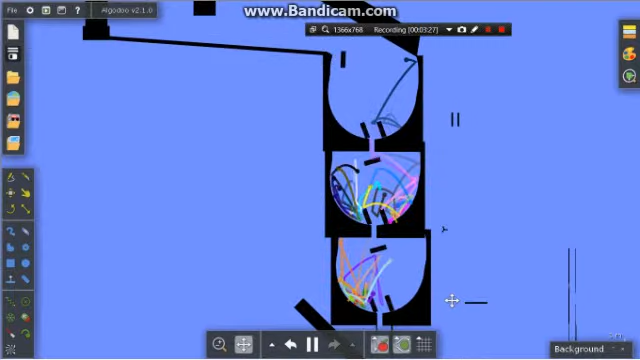 www.Bandicam.com
File
Algodoo v2.1.0
1366x768
Recording [00:03:27]
Background